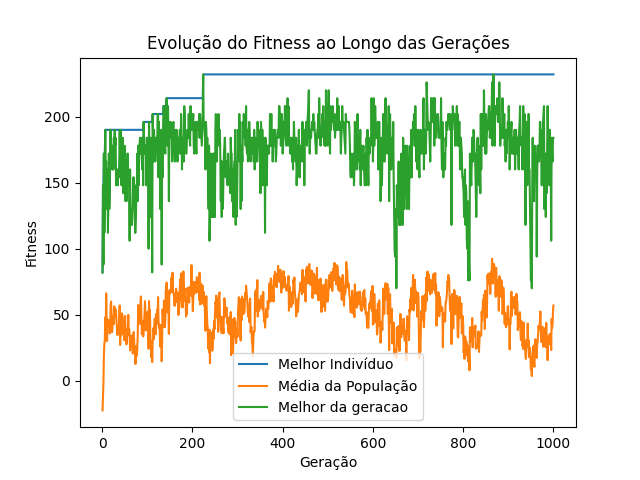 Evolução do Fitness ao Longo das Gerações
Fitness
200
150
100
50
0
0
200
400
600
800
1000
Geração
Melhor Indivíduo
Média da População
Melhor da geracao